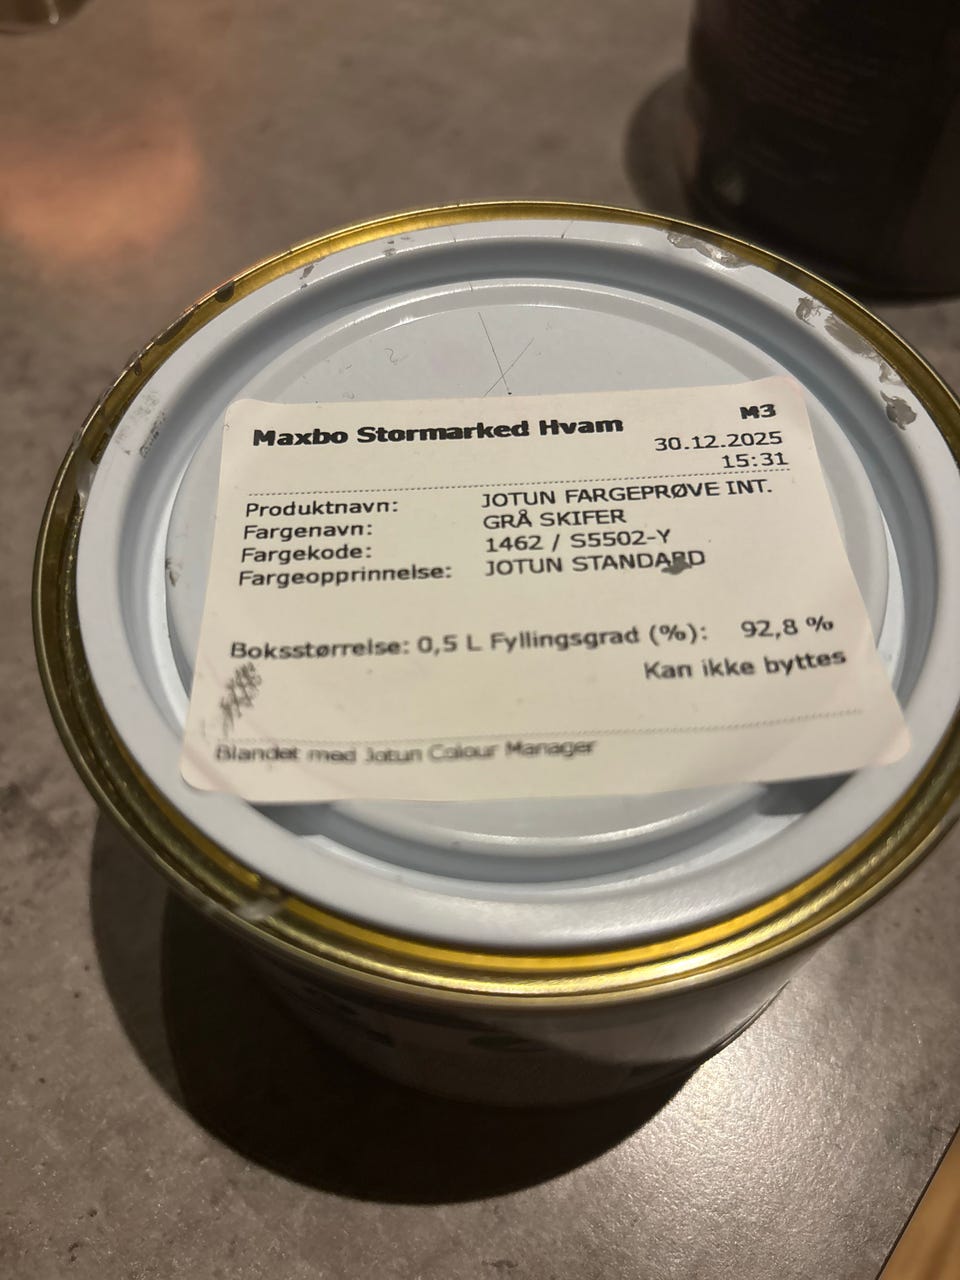 Maxbo Stormarked Hvam M3
30.12.2025
15:31
Produktnavn: JOTUN FARGEPRØVE INT.
Fargenavn: GRÅ SKIFER
Fargekode: 1462 / S5502-Y
Fargeopprinnelse: JOTUN STANDARD
Boksstørrelse: 0,5 L Fyllingsgrad (%): 92,8 %
Kan ikke byttes
Blandet med Jotun Colour Manager